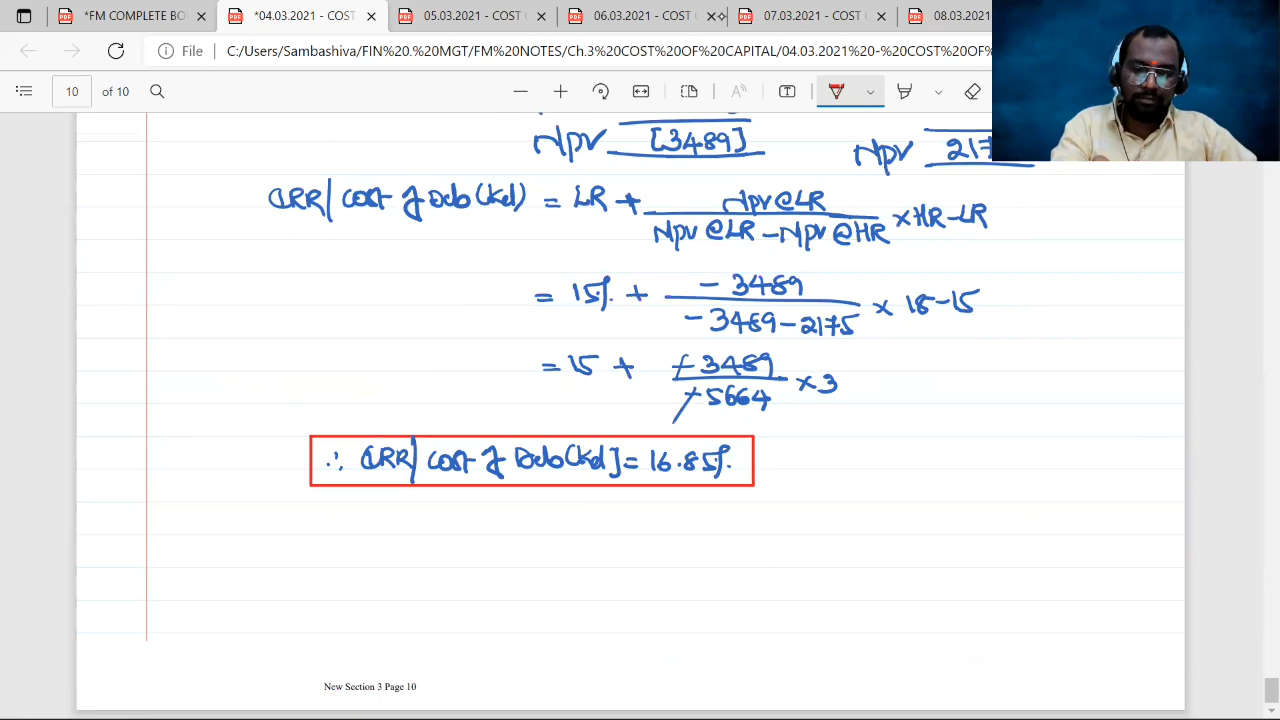 *FM COMPLETE BO
*04.03.2021 - COST
05.03.2021 - COST C
06.03.2021 - COST C
07.03.2021 - COST C
08.03.2021
File C:/Users/Sambashiva/FIN%20.%20MGT/FM%20NOTES/Ch.3%20COST%20OF%20CAPITAL/04.03.2021%20-%20COST%20OF%
10 of 10
Npv [3489] Npv 217
IRR/cost of Deb(Kd) = LR + Npv@LR / Npv@LR - Npv@HR × HR-LR
= 15% + - 3489 / - 3489 - 2175 × 18-15
= 15 + -3489 / -5664 × 3
∴ IRR/cost of Deb(Kd] = 16.85%.
New Section 3 Page 10